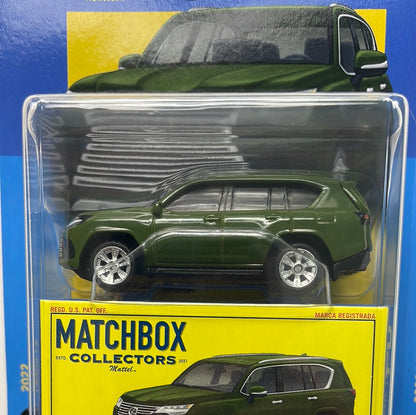 REGD. U.S. PAT. OFF. MARCA REGISTRADA
MATCHBOX
ESTD. COLLECTORS 2021
Mattel
2022